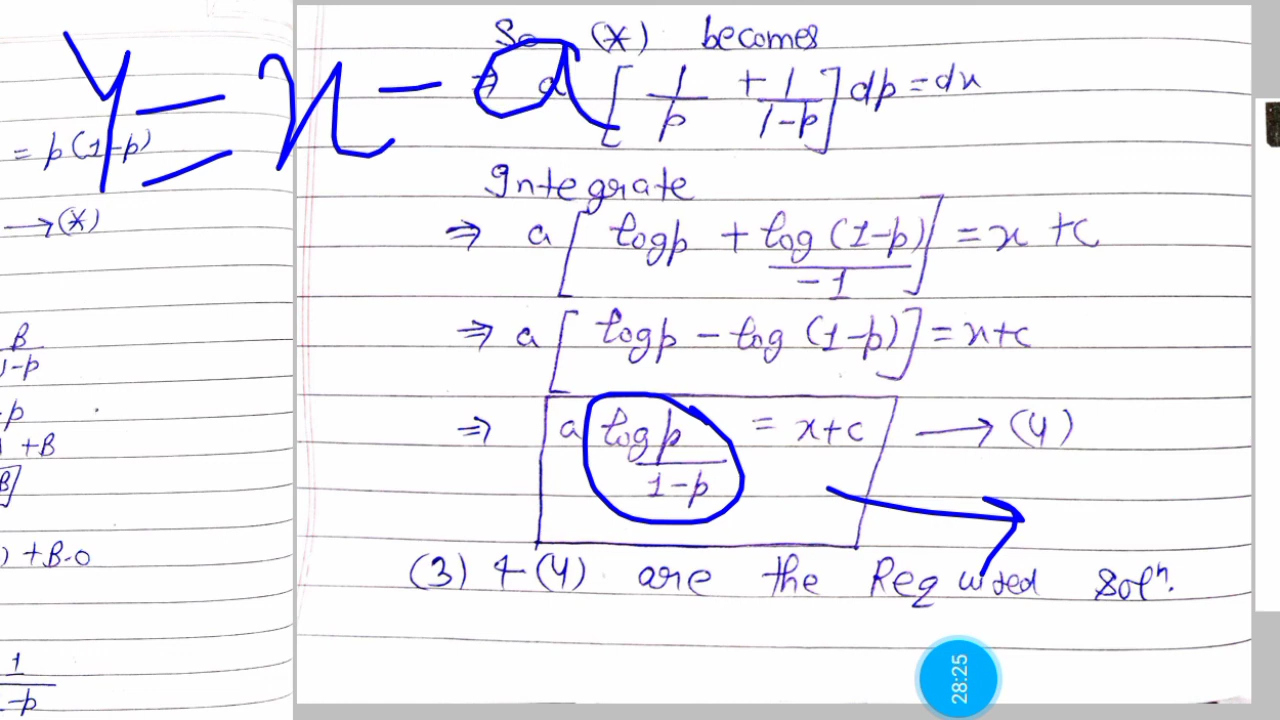 y = x - a
= p(1-p)
→ (*)
B
1-p
-p
+B
B]
) +B.0
1
1-p
So (*) becomes
⇒ a [ 1/p + 1/(1-p) ] dp = dx
Integrate
⇒ a [ log p + log (1-p)/-1 ] = x + c
⇒ a [ log p - log (1-p) ] = x+c
⇒ a log p/(1-p) = x+c → (4)
(3) + (4) are the Required Solⁿ.
28:25